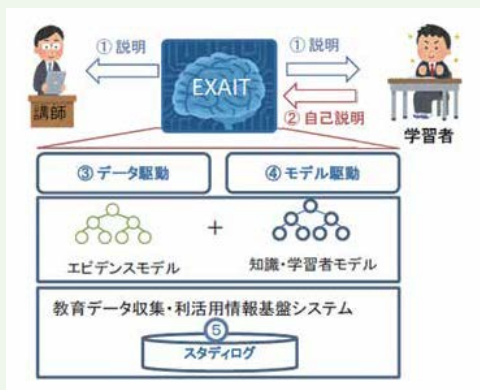 ① 説明
① 説明
EXAIT
② 自己説明
講師
学習者
③ データ駆動
④ モデル駆動
+
エビデンスモデル
知識・学習者モデル
教育データ収集・利活用情報基盤システム
⑤
スタディログ